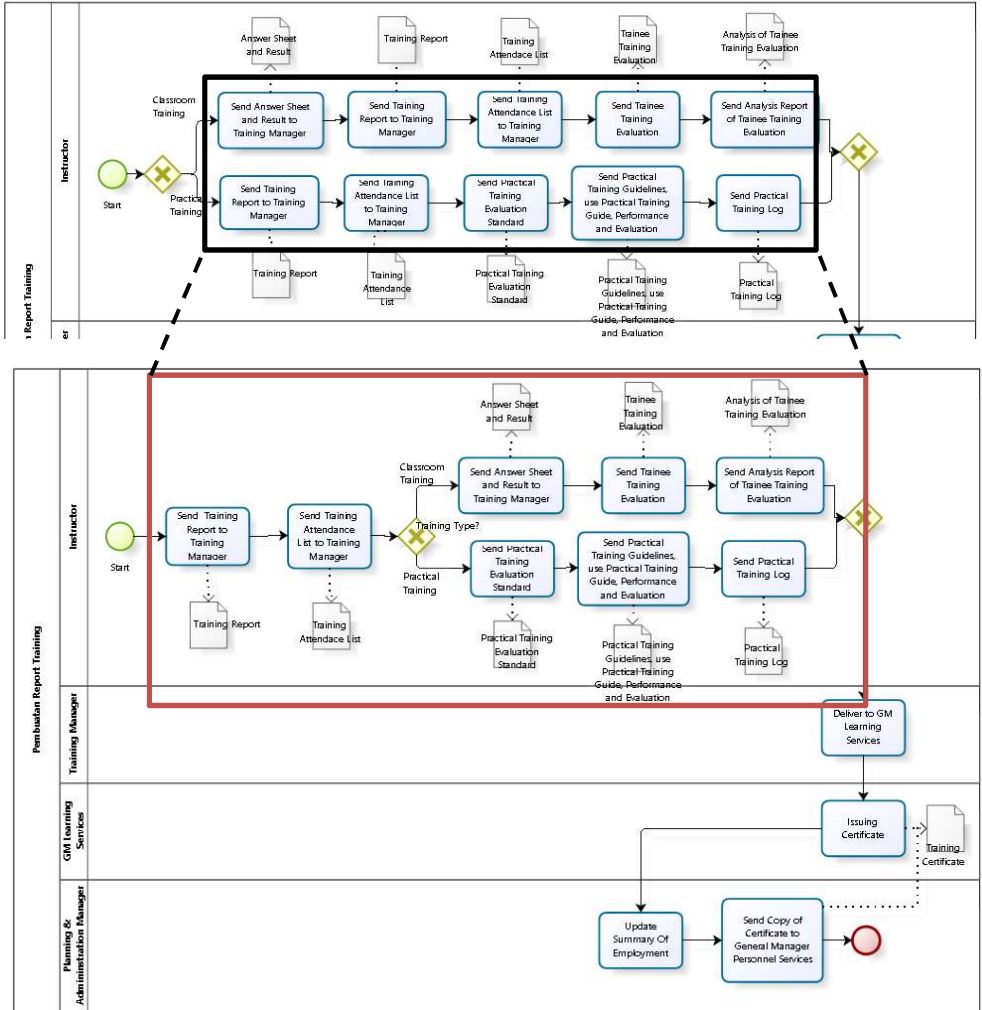 Answer Sheet
and Result
Training Report
Training
Attendace List
Trainee
Training
Evaluation
Analysis of Trainee
Training Evaluation
Classroom
Training
Send Answer Sheet
and Result to
Training Manager
Send Training
Report to Training
Manager
Send Training
Attendance List
to Training
Manager
Send Trainee
Training
Evaluation
Send Analysis Report
of Trainee Training
Evaluation
Instructor
Start
Practical
Training
Send Training
Report to Training
Manager
Send Training
Attendance List
to Training
Manager
Send Practical
Training
Evaluation
Standard
Send Practical
Training Guidelines,
use Practical Training
Guide, Performance
and Evaluation
Send Practical
Training Log
Training Report
Training
Attendance
List
Practical Training
Evaluation
Standard
Practical Training
Guidelines, use
Practical Training
Guide, Performance
and Evaluation
Practical
Training Log
n Report Training
er
Pembuatan Report Training
Instructor
Answer Sheet
and Result
Trainee
Training
Evaluation
Analysis of Trainee
Training Evaluation
Classroom
Training
Send Answer Sheet
and Result to
Training Manager
Send Trainee
Training
Evaluation
Send Analysis Report
of Trainee Training
Evaluation
Start
Send Training
Report to
Training
Manager
Send Training
Attendance
List to Training
Manager
Training Type?
Practical
Training
Send Practical
Training
Evaluation
Standard
Send Practical
Training Guidelines,
use Practical Training
Guide, Performance
and Evaluation
Send Practical
Training Log
Training Report
Training
Attendace List
Practical Training
Evaluation
Standard
Practical Training
Guidelines, use
Practical Training
Guide, Performance
and Evaluation
Practical
Training Log
Training Manager
Deliver to GM
Learning
Services
GM Learning
Services
Issuing
Certificate
Training
Certificate
Planning &
Admininstration Manager
Update
Summary Of
Employment
Send Copy of
Certificate to
General Manager
Personnel Services